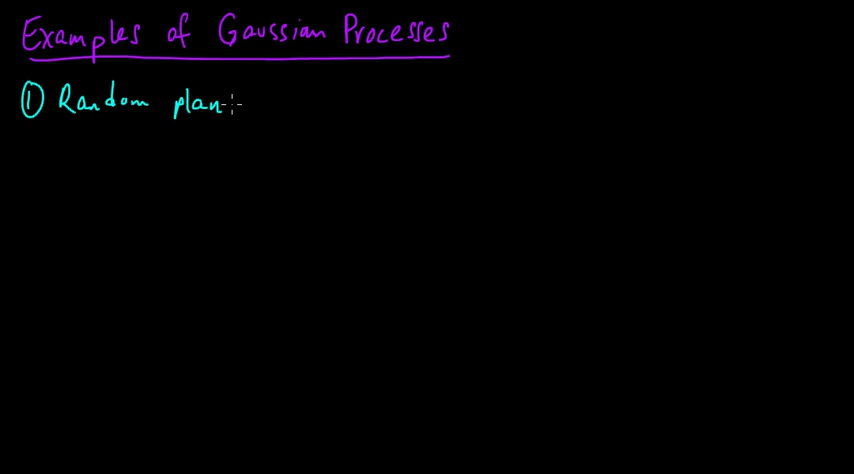 Examples of Gaussian Processes
① Random plan